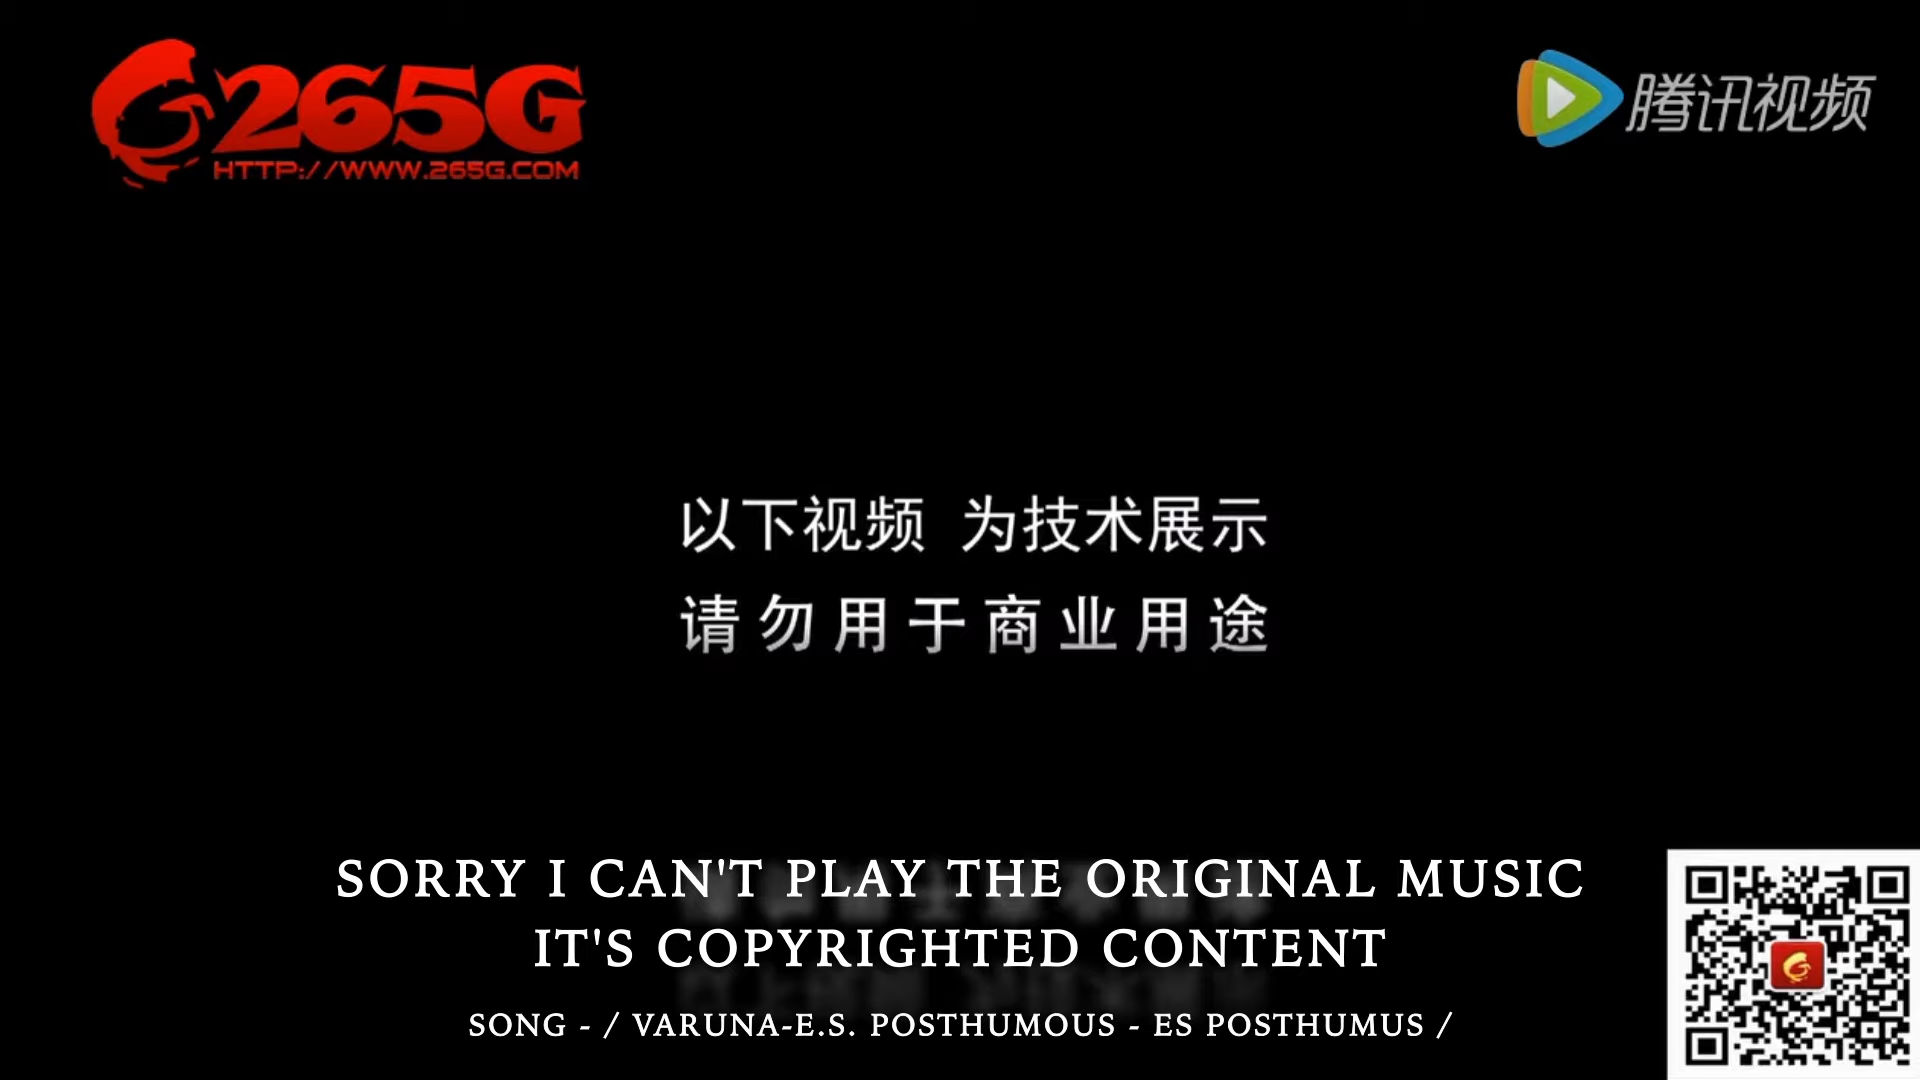 265G
HTTP://WWW.265G.COM
腾讯视频
以下视频 为技术展示
请勿用于商业用途
SORRY I CAN'T PLAY THE ORIGINAL MUSIC
IT'S COPYRIGHTED CONTENT
SONG - / VARUNA-E.S. POSTHUMOUS - ES POSTHUMUS /